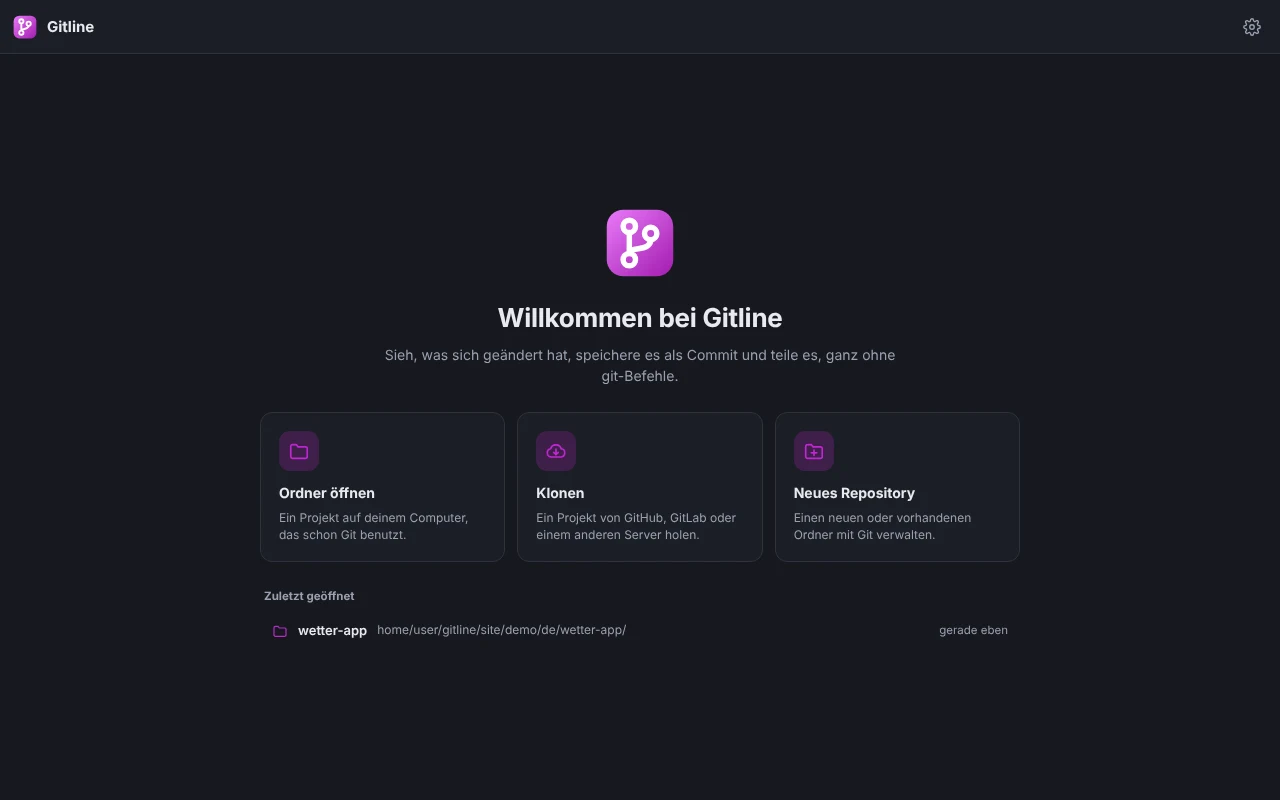 Gitline
Willkommen bei Gitline
Sieh, was sich geändert hat, speichere es als Commit und teile es, ganz ohne
git-Befehle.
Ordner öffnen
Ein Projekt auf deinem Computer,
das schon Git benutzt.
Klonen
Ein Projekt von GitHub, GitLab oder
einem anderen Server holen.
Neues Repository
Einen neuen oder vorhandenen
Ordner mit Git verwalten.
Zuletzt geöffnet
wetter-app home/user/gitline/site/demo/de/wetter-app/ gerade eben